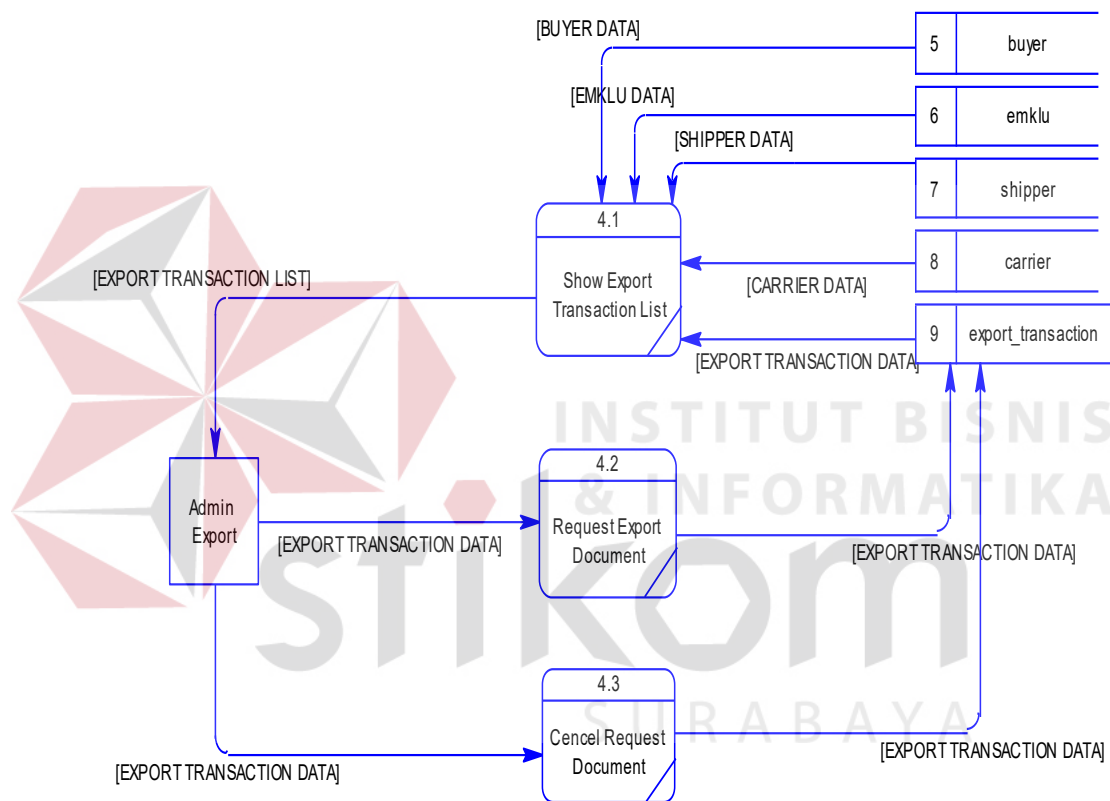 [BUYER DATA]
5 buyer
[EMKLU DATA]
6 emklu
[SHIPPER DATA]
7 shipper
4.1
Show Export
Transaction List
[EXPORT TRANSACTION LIST]
8 carrier
[CARRIER DATA]
9 export_transaction
[EXPORT TRANSACTION DATA]
INSTITUT BISNIS
& INFORMATIKA
4.2
Request Export
Document
Admin
Export
[EXPORT TRANSACTION DATA]
[EXPORT TRANSACTION DATA]
stikom
SURABAYA
4.3
Cencel Request
Document
[EXPORT TRANSACTION DATA]
[EXPORT TRANSACTION DATA]